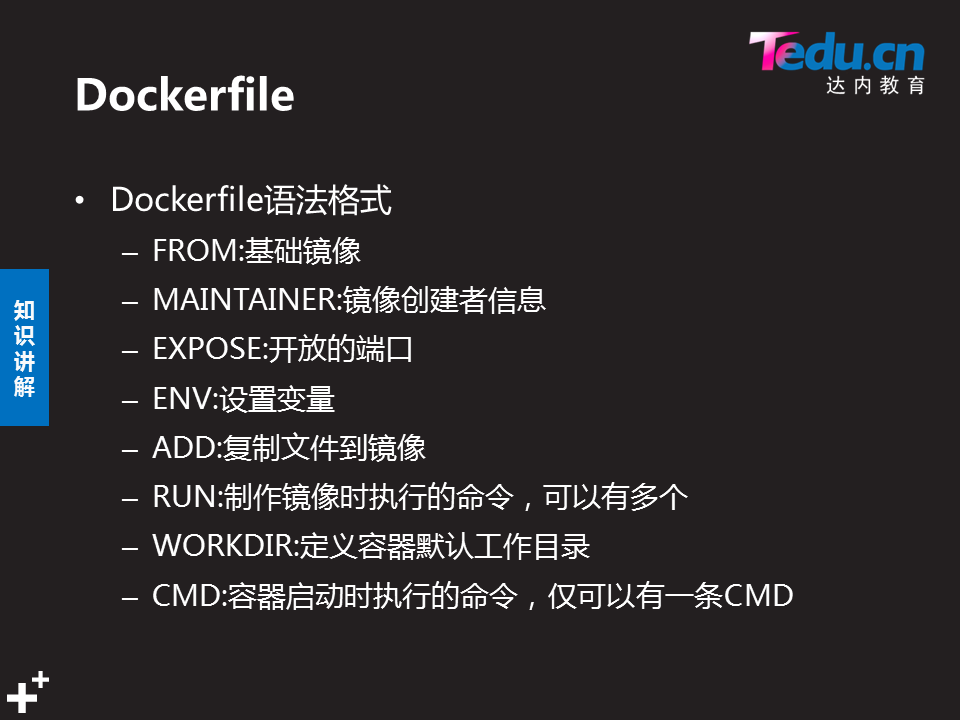 Tedu.cn
达内教育
Dockerfile
• Dockerfile语法格式
– FROM:基础镜像
– MAINTAINER:镜像创建者信息
– EXPOSE:开放的端口
– ENV:设置变量
– ADD:复制文件到镜像
– RUN:制作镜像时执行的命令，可以有多个
– WORKDIR:定义容器默认工作目录
– CMD:容器启动时执行的命令，仅可以有一条CMD
知识讲解